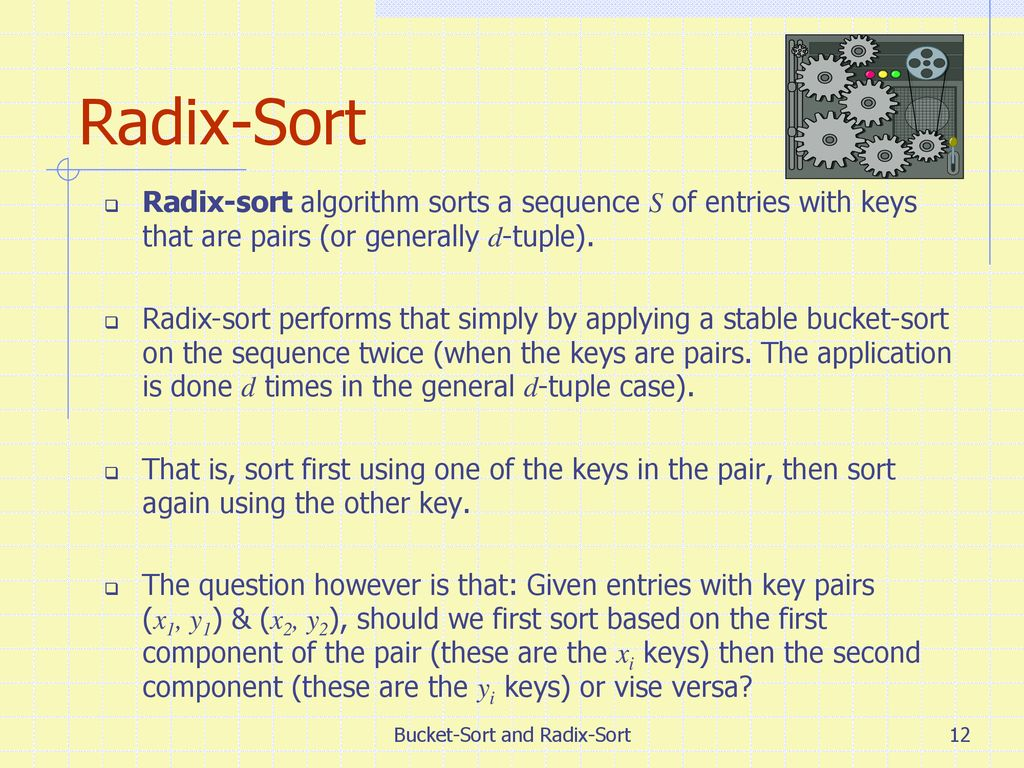 Radix-Sort
❑ Radix-sort algorithm sorts a sequence S of entries with keys
that are pairs (or generally d-tuple).
❑ Radix-sort performs that simply by applying a stable bucket-sort
on the sequence twice (when the keys are pairs. The application
is done d times in the general d-tuple case).
❑ That is, sort first using one of the keys in the pair, then sort
again using the other key.
❑ The question however is that: Given entries with key pairs
(x₁, y₁) & (x₂, y₂), should we first sort based on the first
component of the pair (these are the xᵢ keys) then the second
component (these are the yᵢ keys) or vise versa?
Bucket-Sort and Radix-Sort
12